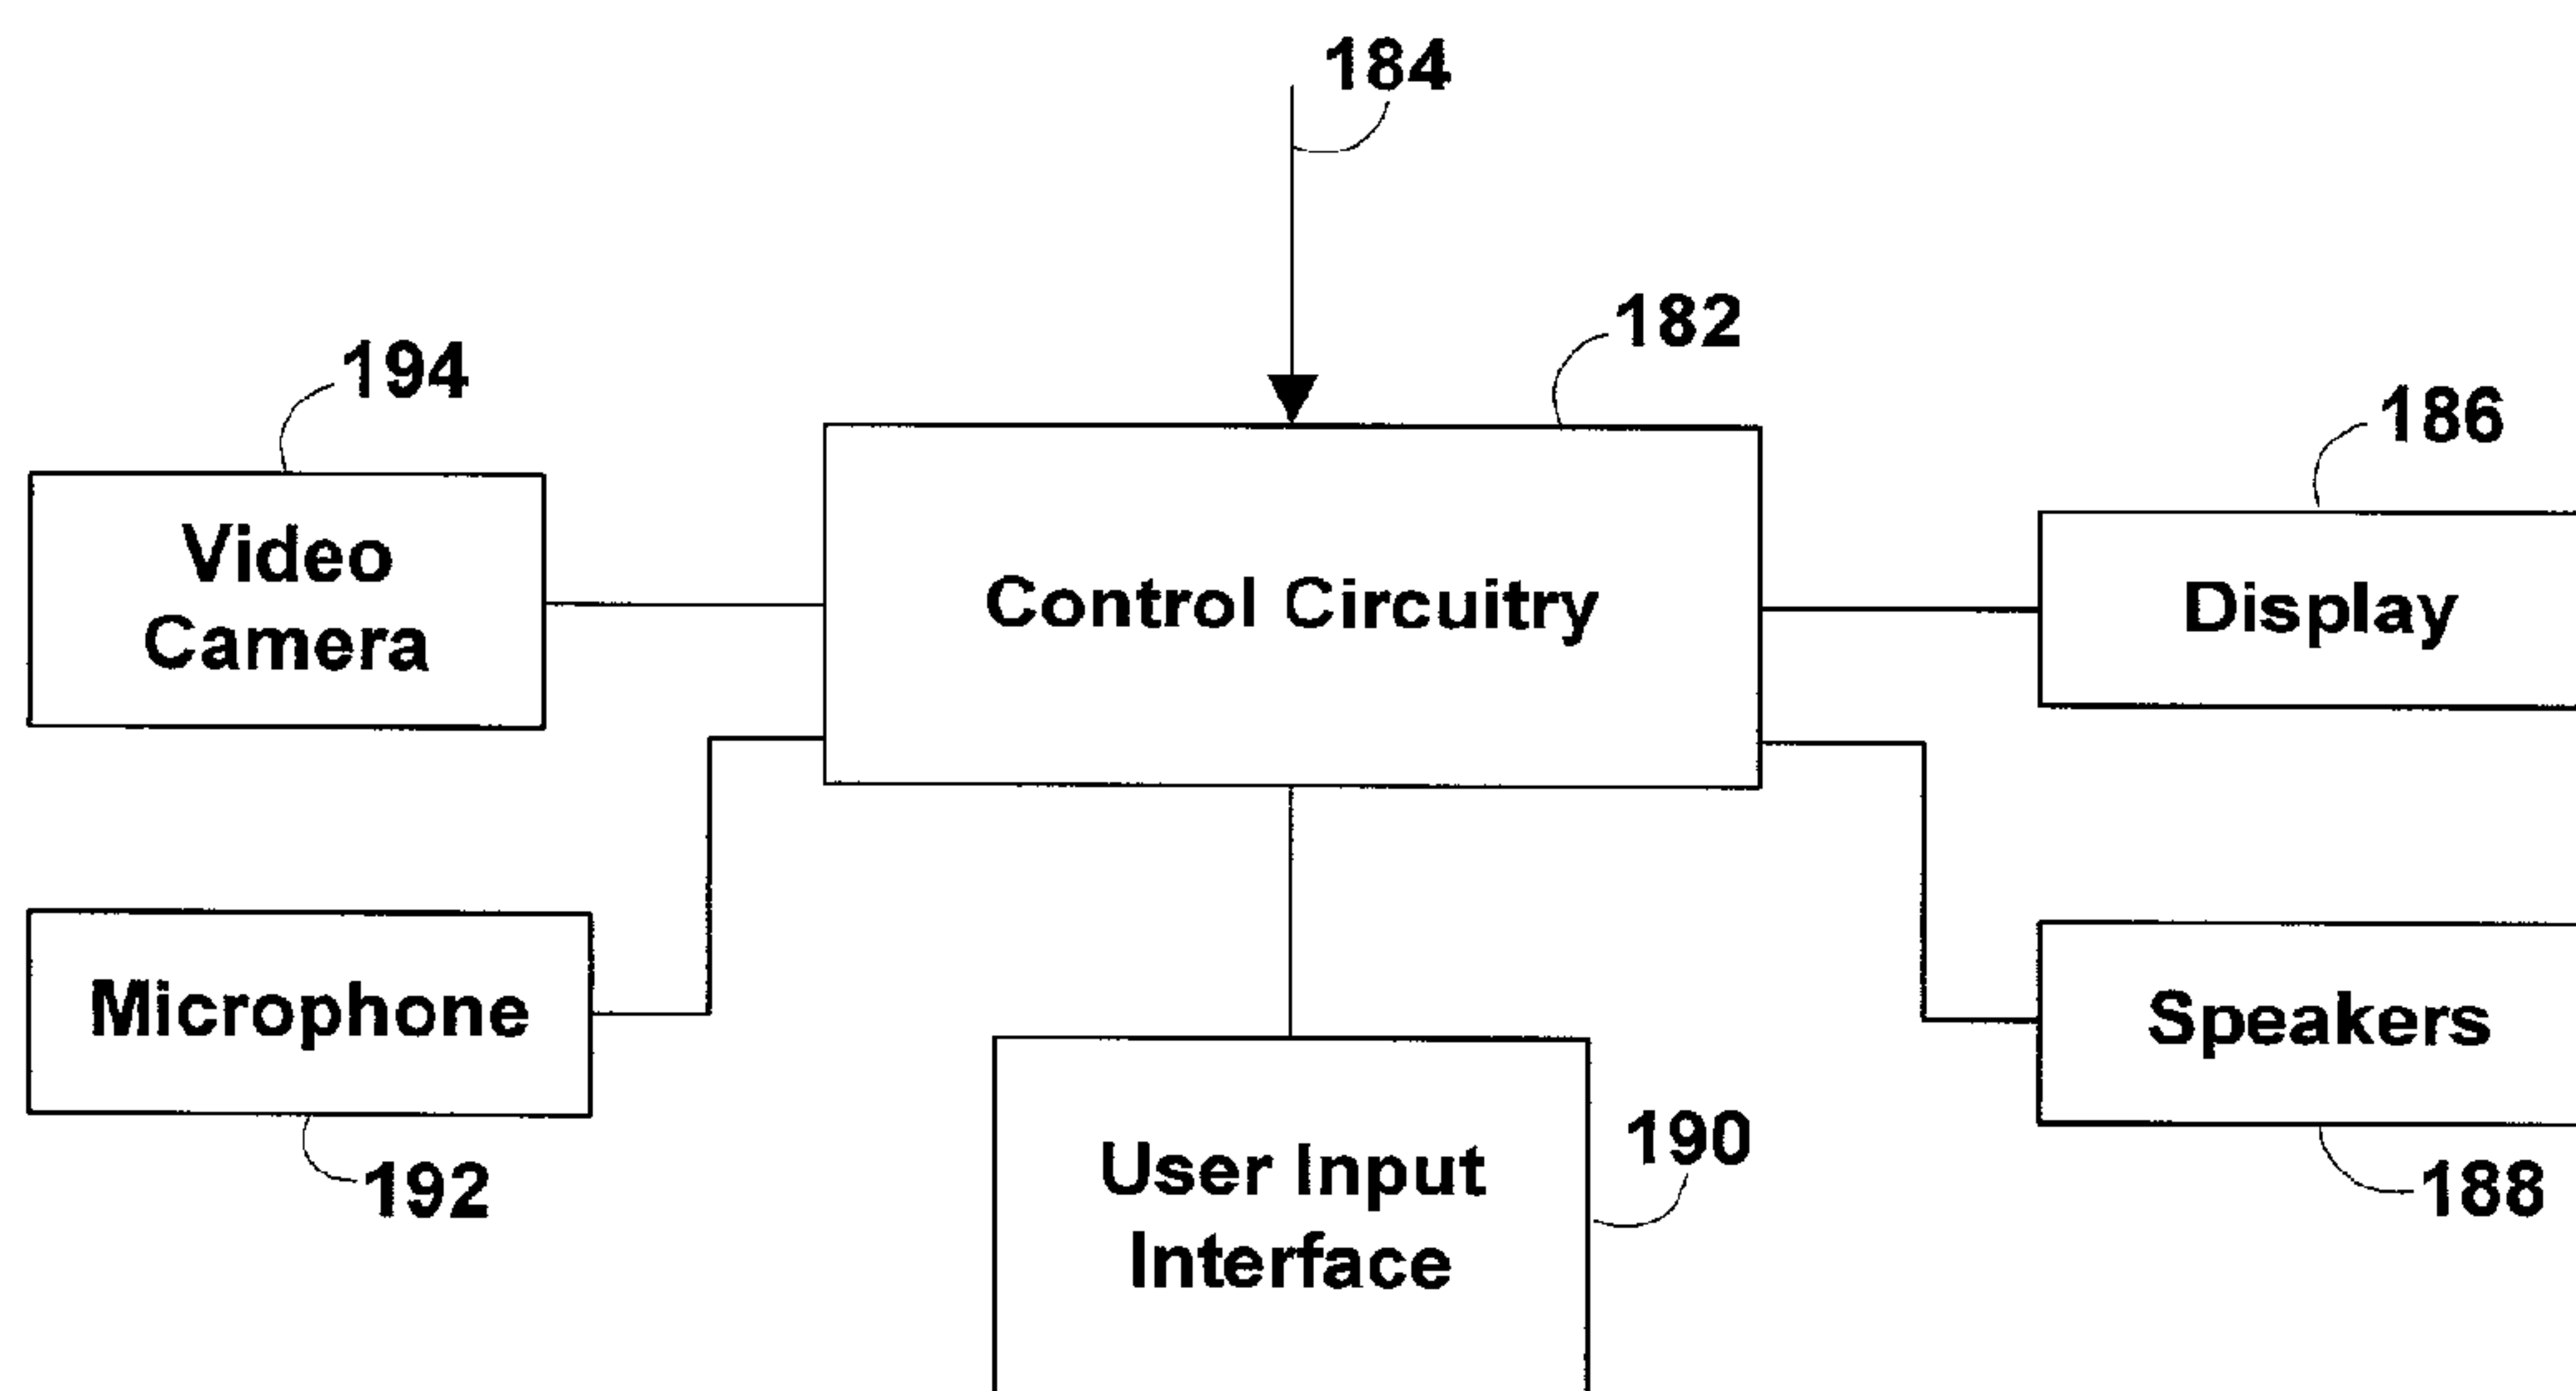 184
182
194
186
Video
Camera
Control Circuitry
Display
Microphone
Speakers
190
User Input
Interface
192
188